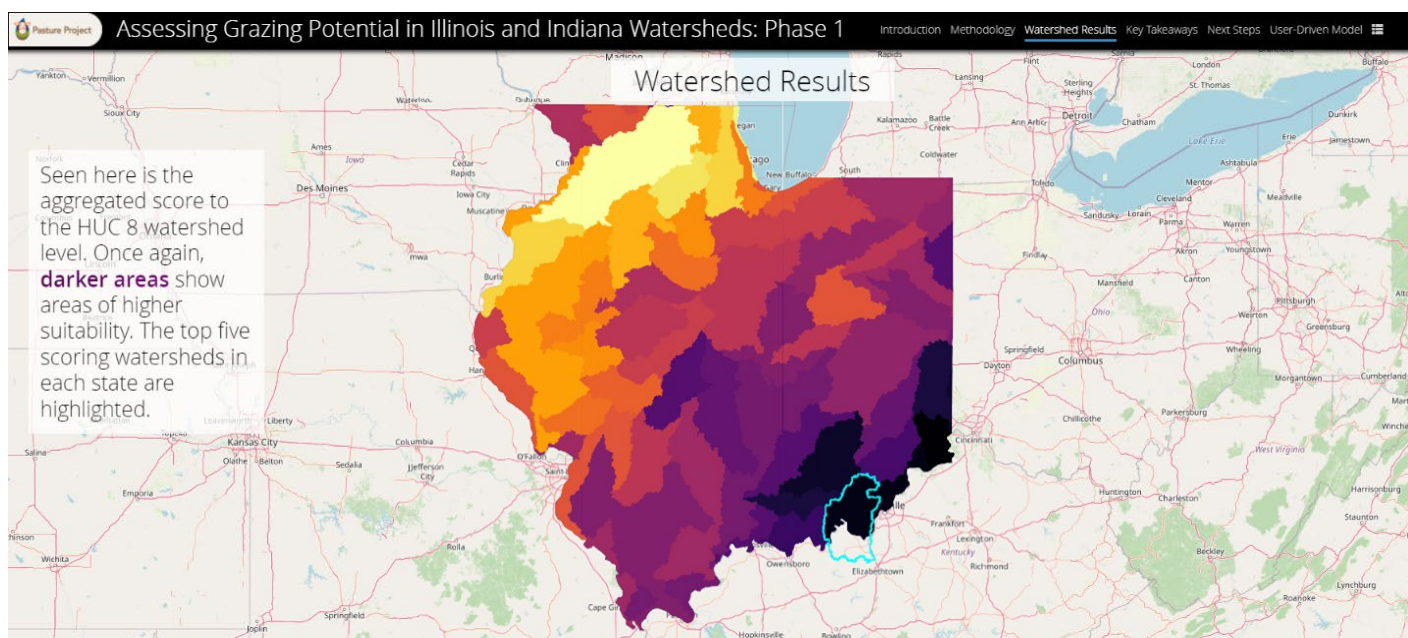 Pasture Project
Assessing Grazing Potential in Illinois and Indiana Watersheds: Phase 1
Introduction Methodology Watershed Results Key Takeaways Next Steps User-Driven Model
Watershed Results
Seen here is the
aggregated score to
the HUC 8 watershed
level. Once again,
darker areas show
areas of higher
suitability. The top five
scoring watersheds in
each state are
highlighted.
Madison
Rapids
Flint
Sarnia
London
Buffalo
Yankton
Vermillion
Lansing
Sterling
Heights
St. Thomas
Sioux City
Waterloo
Dubuque
Kalamazoo
Battle
Creek
Ann Arbor
Detroit
Chatham
Dunkirk
Erie
Jamestown
Lake Erie
Norfolk
Ames
Iowa
Cedar
Rapids
Coldwater
Ashtabula
New Buffalo
South
Gary
Toledo
Mentor
Meadville
Des Moines
Iowa City
Cleveland
Muscatine
Sandusky
Lorain
Parma
Warren
Akron
Youngstown
Findlay
Canton
Mansfield
Pittsburgh
Ohio
Weirton
Greensburg
Springfield
Columbus
Wheeling
Dayton
Morgantown
Cumberland
Chillicothe
Parkersburg
Leavenworth
Liberty
Topeka
Kansas City
Columbia
Cincinnati
West Virginia
Salina
Olathe
Belton
Sedalia
Jefferson
City
O'Fallon
Emporia
Huntington
Charleston
Harrisonburg
Staunton
Frankfort
Lexington
Kentucky
Wichita
Rolla
Owensboro
Elizabethtown
Richmond
Beckley
Lynchburg
Roanoke
Springfield
Joplin
Hopkinsville
Bowling